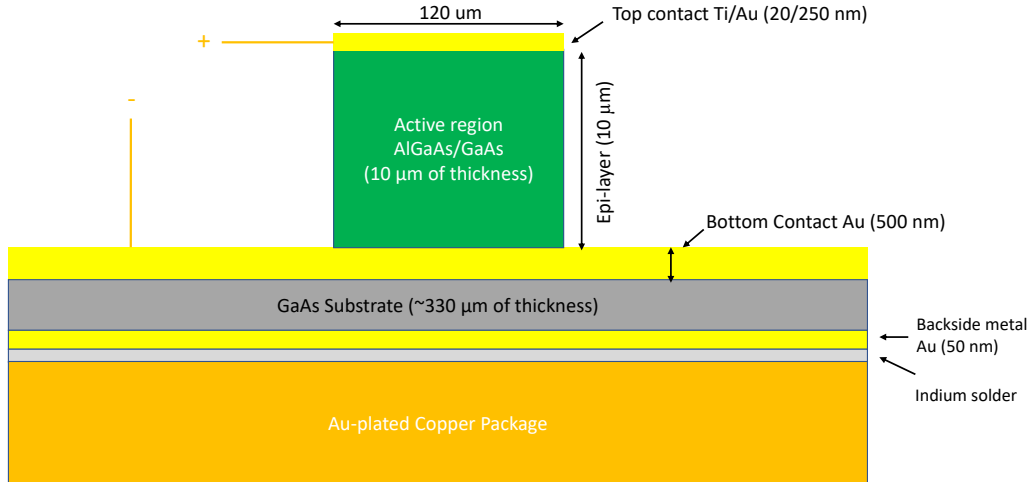 120 um
Top contact Ti/Au (20/250 nm)
+
-
Active region
AlGaAs/GaAs
(10 µm of thickness)
Epi-layer (10 µm)
Bottom Contact Au (500 nm)
GaAs Substrate (~330 µm of thickness)
Backside metal
Au (50 nm)
Indium solder
Au-plated Copper Package